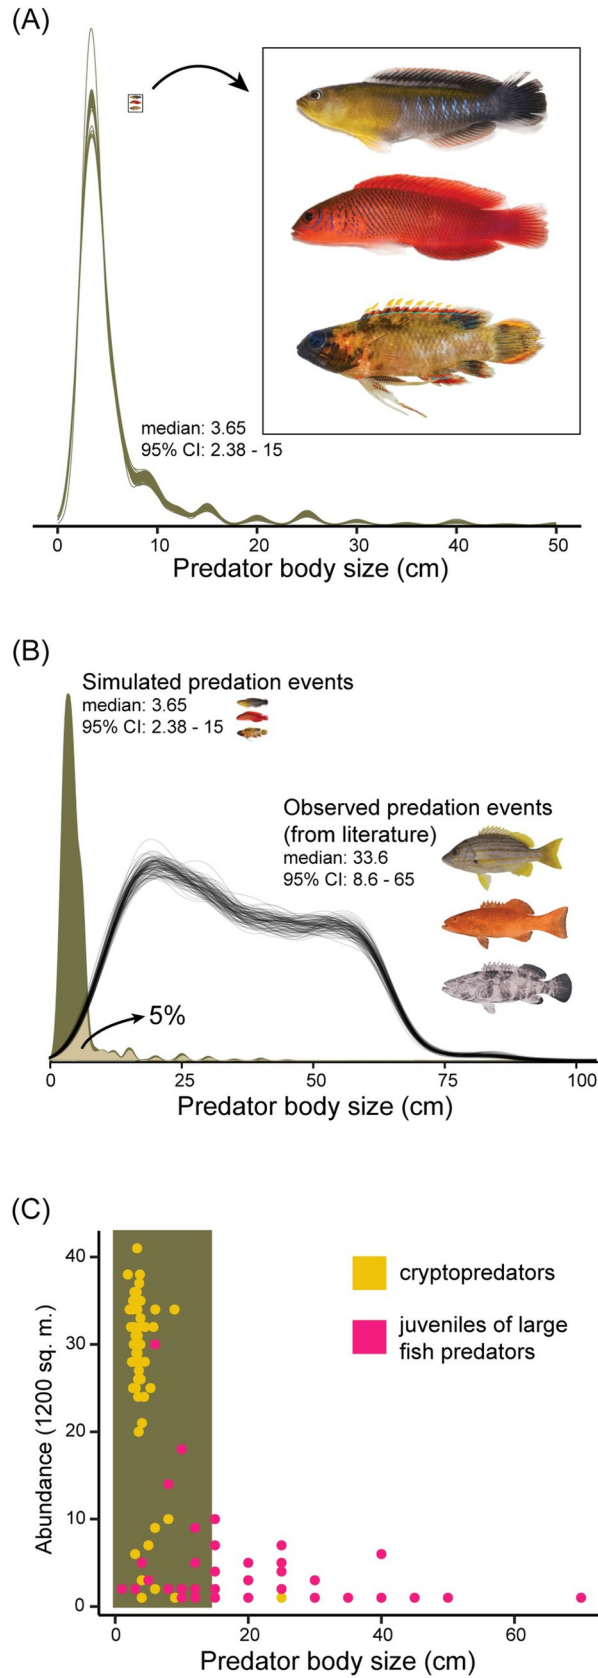 (A)
median: 3.65
95% CI: 2.38 - 15
0 10 20 30 40 50
Predator body size (cm)
(B)
Simulated predation events
median: 3.65
95% CI: 2.38 - 15
Observed predation events
(from literature)
median: 33.6
95% CI: 8.6 - 65
5%
0 25 50 75 100
Predator body size (cm)
(C)
Abundance (1200 sq. m.)
40
30
20
10
0
cryptopredators
juveniles of large
fish predators
0 20 40 60
Predator body size (cm)